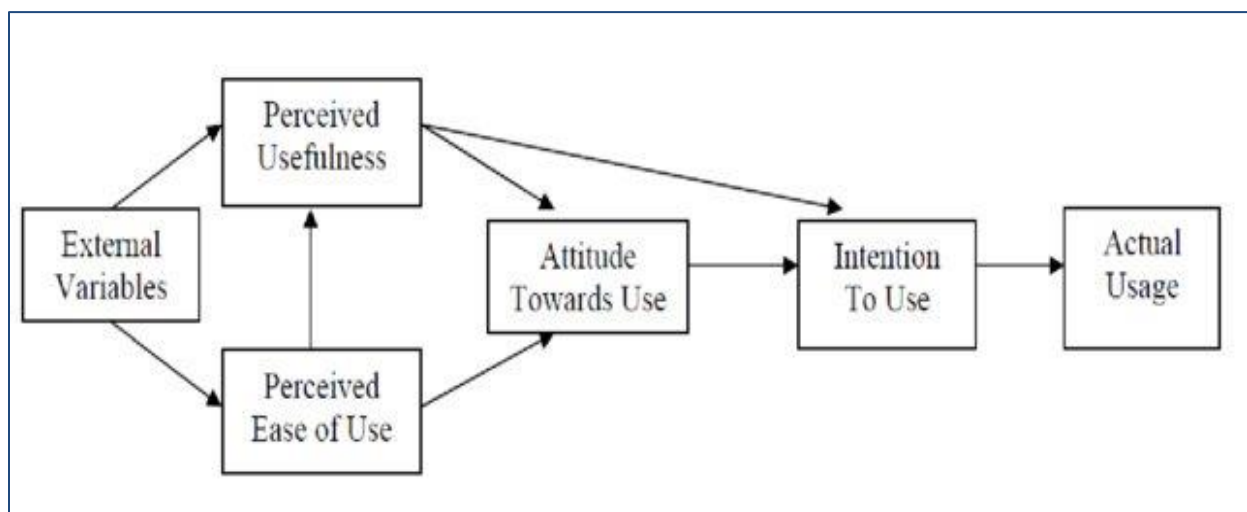 Perceived
Usefulness
External
Variables
Attitude
Towards Use
Intention
To Use
Actual
Usage
Perceived
Ease of Use